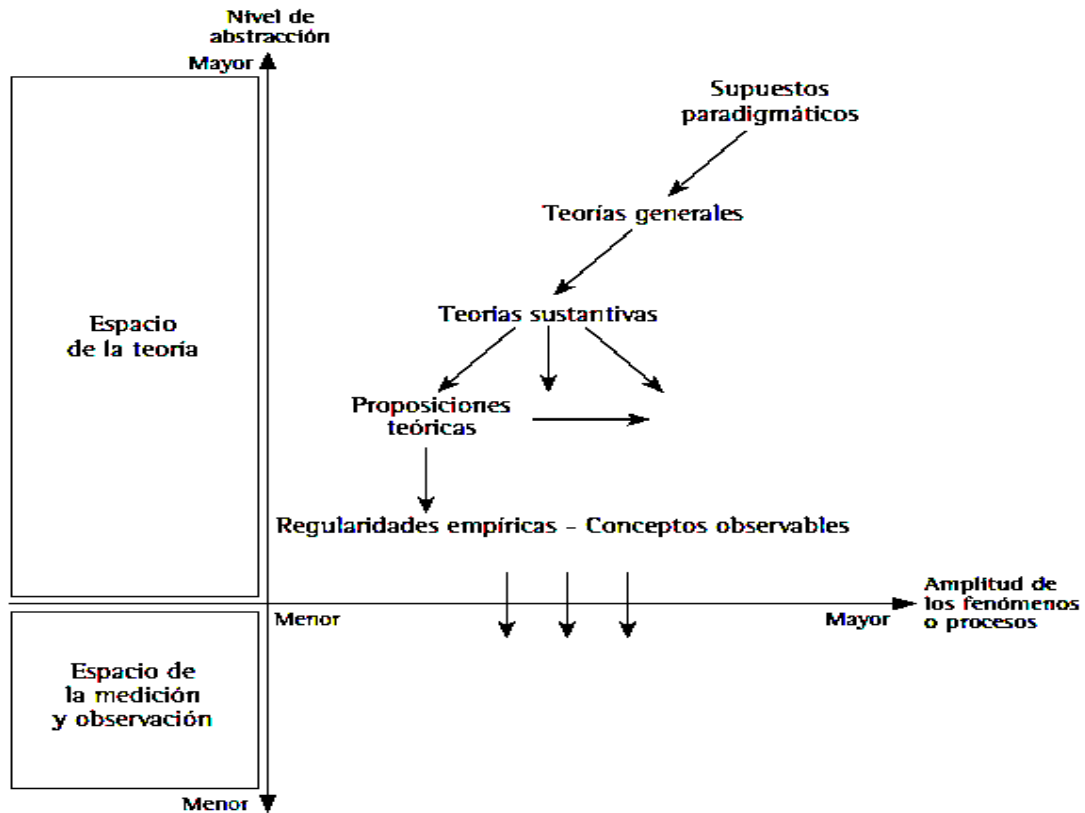 Nivel de
abstracción
Mayor
Supuestos
paradigmáticos
Teorías generales
Teorías sustantivas
Espacio
de la teoría
Proposiciones
teóricas
Regularidades empíricas – Conceptos observables
Menor
Mayor
Amplitud de
los fenómenos
o procesos
Espacio de
la medición
y observación
Menor